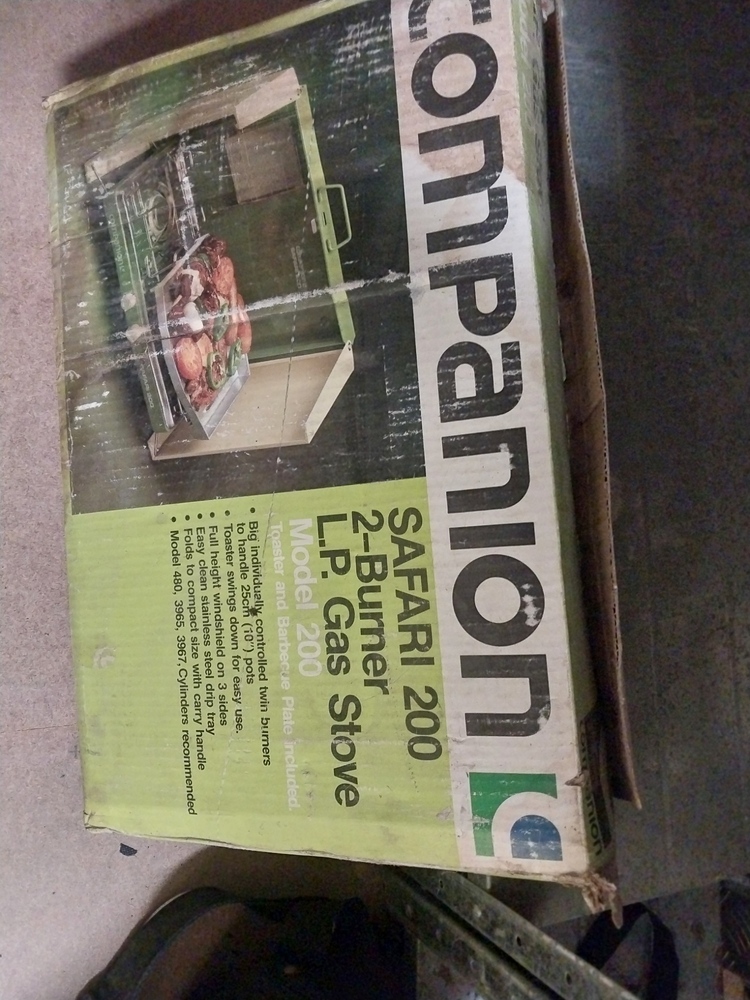 companion
SAFARI 200
2-Burner
L.P. Gas Stove
Model 200
Toaster and Barbecue Plate included.
• Big individually controlled twin burners
to handle 25cm (10") pots
• Toaster swings down for easy use.
• Full height windshield on 3 sides
• Easy clean stainless steel drip tray
• Folds to compact size with carry handle
• Model 480, 3965, 3967, Cylinders recommended